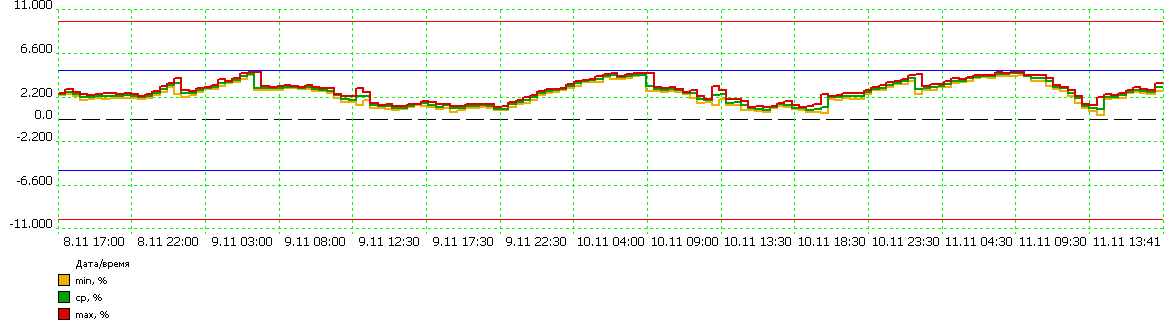 11.000
6.600
2.200
0.0
-2.200
-6.600
-11.000
8.11 17:00 8.11 22:00 9.11 03:00 9.11 08:00 9.11 12:30 9.11 17:30 9.11 22:30 10.11 04:00 10.11 09:00 10.11 13:30 10.11 18:30 10.11 23:30 11.11 04:30 11.11 09:30 11.11 13:41
Дата/время
min, %
ср, %
max, %